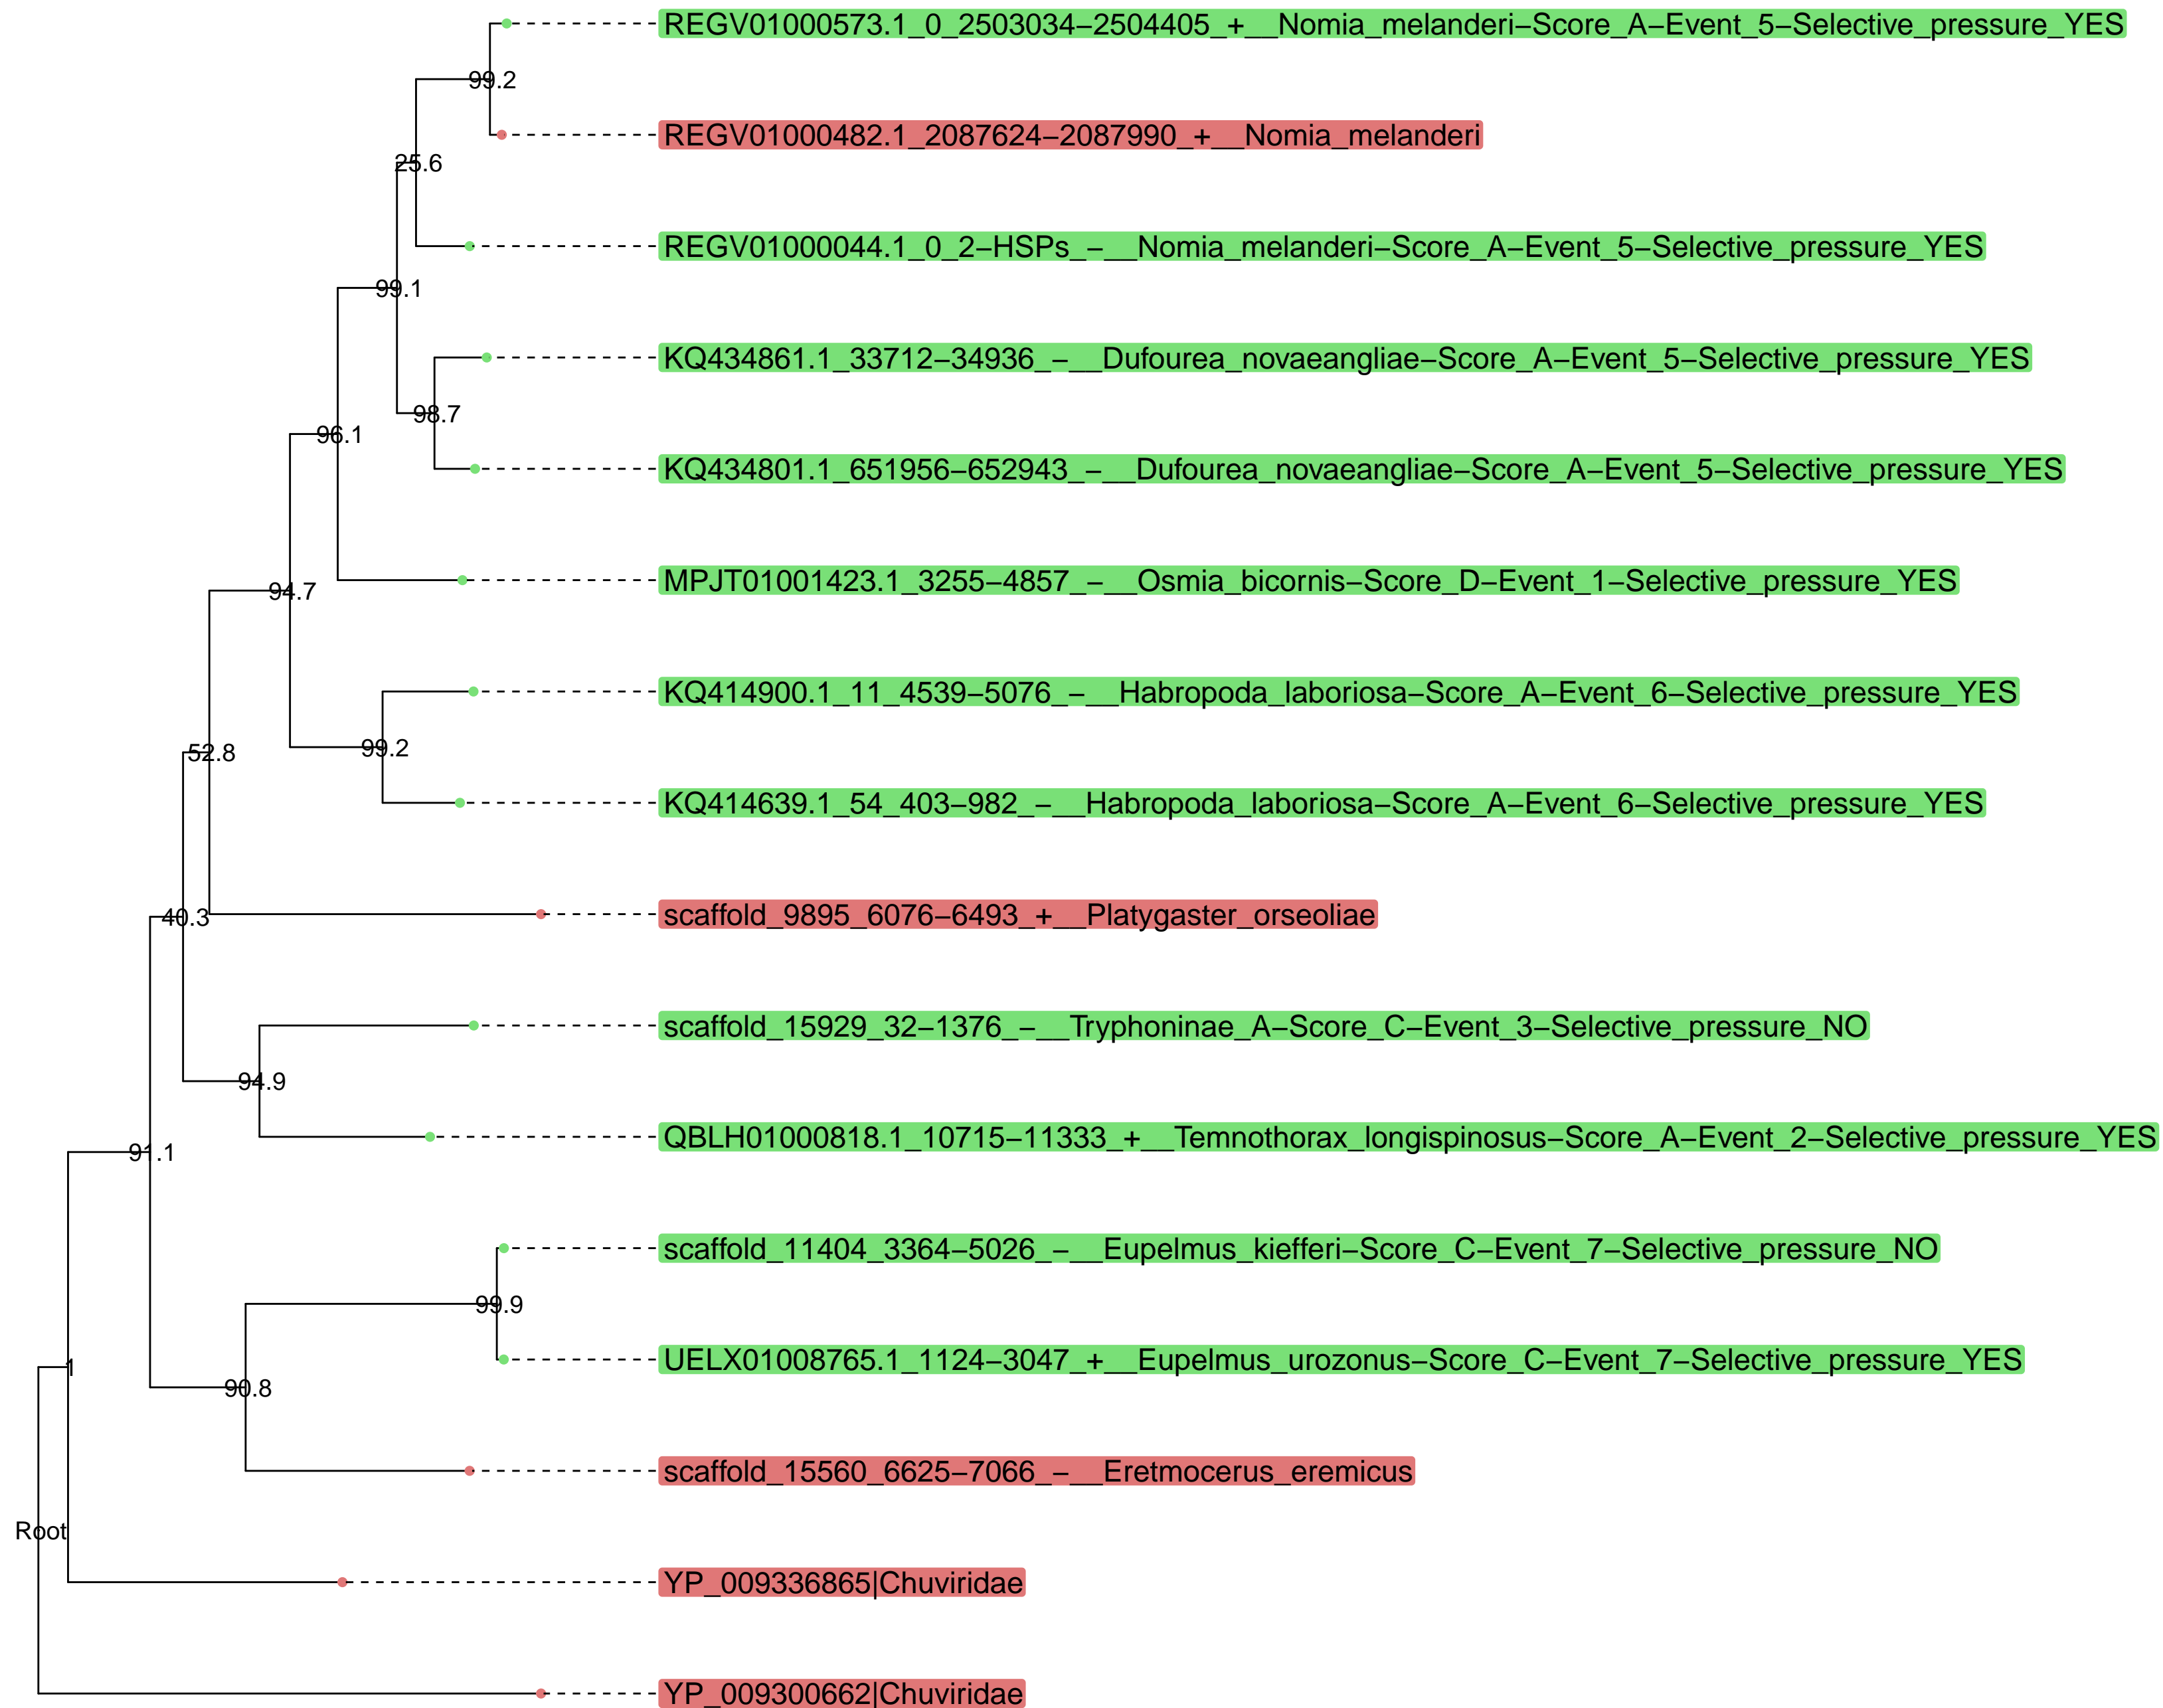 REGV01000573.1_0_2503034−2504405_+__Nomia_melanderi−Score_A−Event_5−Selective_pressure_YES
99.2
REGV01000482.1_2087624−2087990_+__Nomia_melanderi
25.6
REGV01000044.1_0_2−HSPs_−__Nomia_melanderi−Score_A−Event_5−Selective_pressure_YES
99.1
KQ434861.1_33712−34936_−__Dufourea_novaeangliae−Score_A−Event_5−Selective_pressure_YES
98.7
96.1
KQ434801.1_651956−652943_−__Dufourea_novaeangliae−Score_A−Event_5−Selective_pressure_YES
MPJT01001423.1_3255−4857_−__Osmia_bicornis−Score_D−Event_1−Selective_pressure_YES
94.7
KQ414900.1_11_4539−5076_−__Habropoda_laboriosa−Score_A−Event_6−Selective_pressure_YES
99.2
52.8
KQ414639.1_54_403−982_−__Habropoda_laboriosa−Score_A−Event_6−Selective_pressure_YES
scaffold_9895_6076−6493_+__Platygaster_orseoliae
40.3
scaffold_15929_32−1376_−__Tryphoninae_A−Score_C−Event_3−Selective_pressure_NO
94.9
QBLH01000818.1_10715−11333_+__Temnothorax_longispinosus−Score_A−Event_2−Selective_pressure_YES
91.1
scaffold_11404_3364−5026_−__Eupelmus_kiefferi−Score_C−Event_7−Selective_pressure_NO
99.9
UELX01008765.1_1124−3047_+__Eupelmus_urozonus−Score_C−Event_7−Selective_pressure_YES
1
90.8
scaffold_15560_6625−7066_−__Eretmocerus_eremicus
Root
YP_009336865|Chuviridae
YP_009300662|Chuviridae